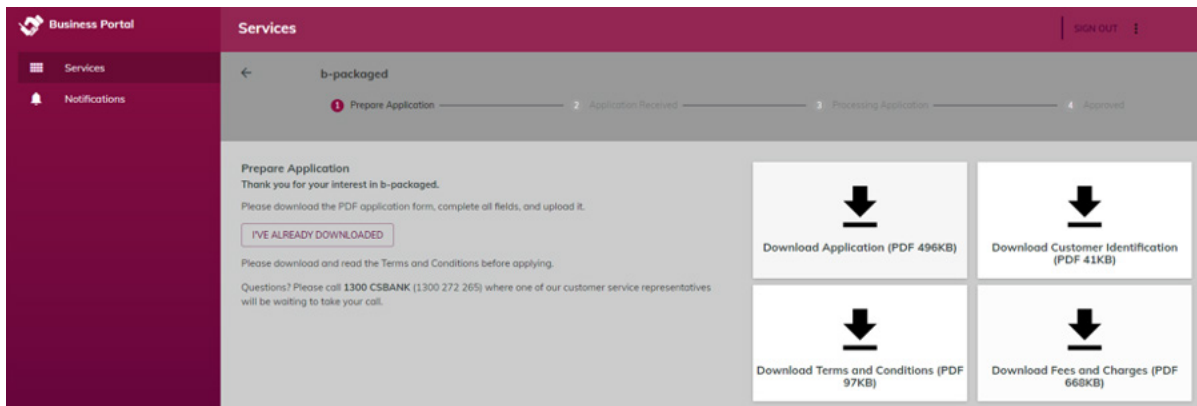 Business Portal
Services
SIGN OUT
Services
Notifications
b-packaged
1 Prepare Application
2 Application Received
3 Processing Application
4 Approved
Prepare Application
Thank you for your interest in b-packaged.
Please download the PDF application form, complete all fields, and upload it.
I'VE ALREADY DOWNLOADED
Please download and read the Terms and Conditions before applying.
Questions? Please call 1300 CSBANK (1300 272 265) where one of our customer service representatives
will be waiting to take your call.
Download Application (PDF 496KB)
Download Customer Identification
(PDF 41KB)
Download Terms and Conditions (PDF
97KB)
Download Fees and Charges (PDF
668KB)